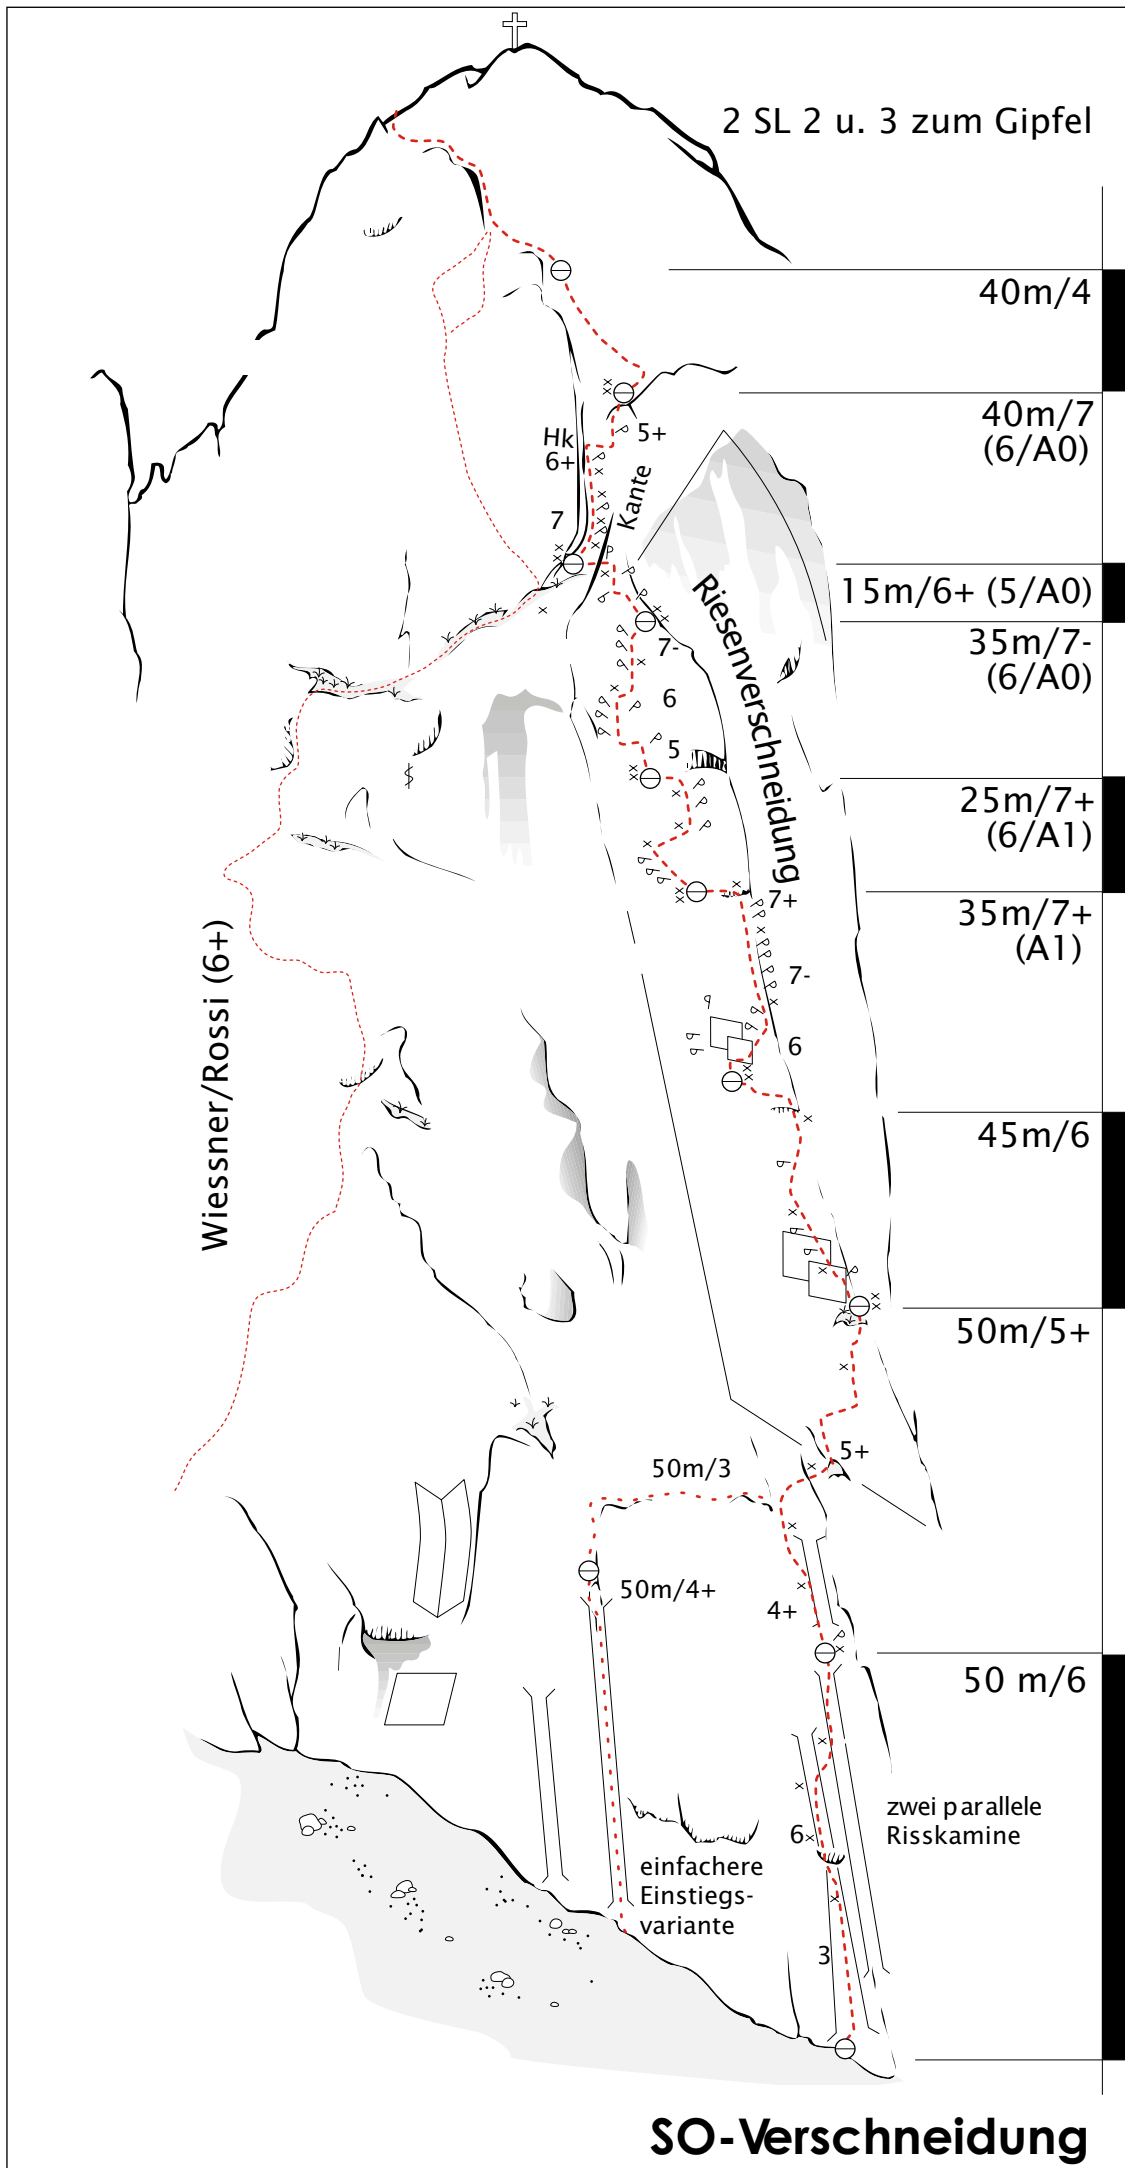 2 SL 2 u. 3 zum Gipfel
40m/4
40m/7
(6/A0)
5+
Hk
6+
Kante
7
15m/6+ (5/A0)
35m/7-
(6/A0)
Riesenverschneidung
7-
6
5
25m/7+
(6/A1)
7+
35m/7+
(A1)
7-
6
Wiessner/Rossi (6+)
45m/6
50m/5+
5+
50m/3
50m/4+
4+
50 m/6
zwei parallele
Risskamine
6
einfachere
Einstiegs-
variante
3
SO-Verschneidung